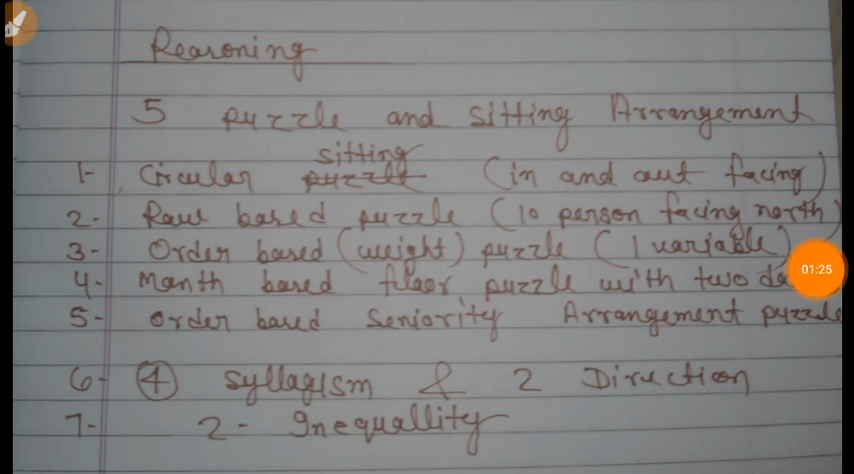 Reasoning
5 puzzle and sitting Arrangement
sitting
1- Circular puzzle (in and out facing)
2- Raw based puzzle (10 person facing north)
3- Order based (weight) puzzle (1 variable)
4- Month based floor puzzle with two da
01:25
5- Order based Seniority Arrangement puzzle
6- 4 Syllagism & 2 Direction
7- 2- Inequallity